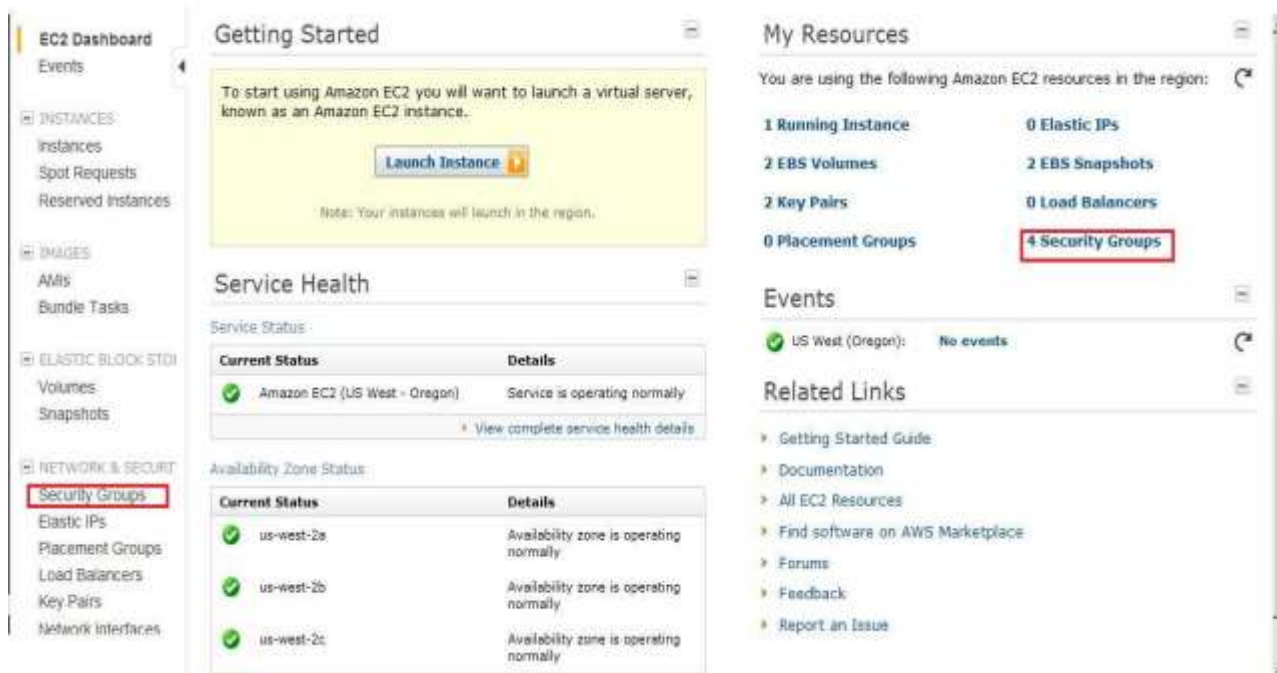 EC2 Dashboard
Events
INSTANCES
Instances
Spot Requests
Reserved Instances
IMAGES
AMIs
Bundle Tasks
ELASTIC BLOCK STOI
Volumes
Snapshots
NETWORK & SECURT
Security Groups
Elastic IPs
Placement Groups
Load Balancers
Key Pairs
Network Interfaces
Getting Started
To start using Amazon EC2 you will want to launch a virtual server,
known as an Amazon EC2 instance.
Launch Instance
Note: Your instances will launch in the region.
Service Health
Service Status
Current Status Details
Amazon EC2 (US West - Oregon) Service is operating normally
View complete service health details
Availability Zone Status
Current Status Details
us-west-2a Availability zone is operating
normally
us-west-2b Availability zone is operating
normally
us-west-2c Availability zone is operating
normally
My Resources
You are using the following Amazon EC2 resources in the region:
1 Running Instance 0 Elastic IPs
2 EBS Volumes 2 EBS Snapshots
2 Key Pairs 0 Load Balancers
0 Placement Groups 4 Security Groups
Events
US West (Oregon): No events
Related Links
Getting Started Guide
Documentation
All EC2 Resources
Find software on AWS Marketplace
Forums
Feedback
Report an Issue